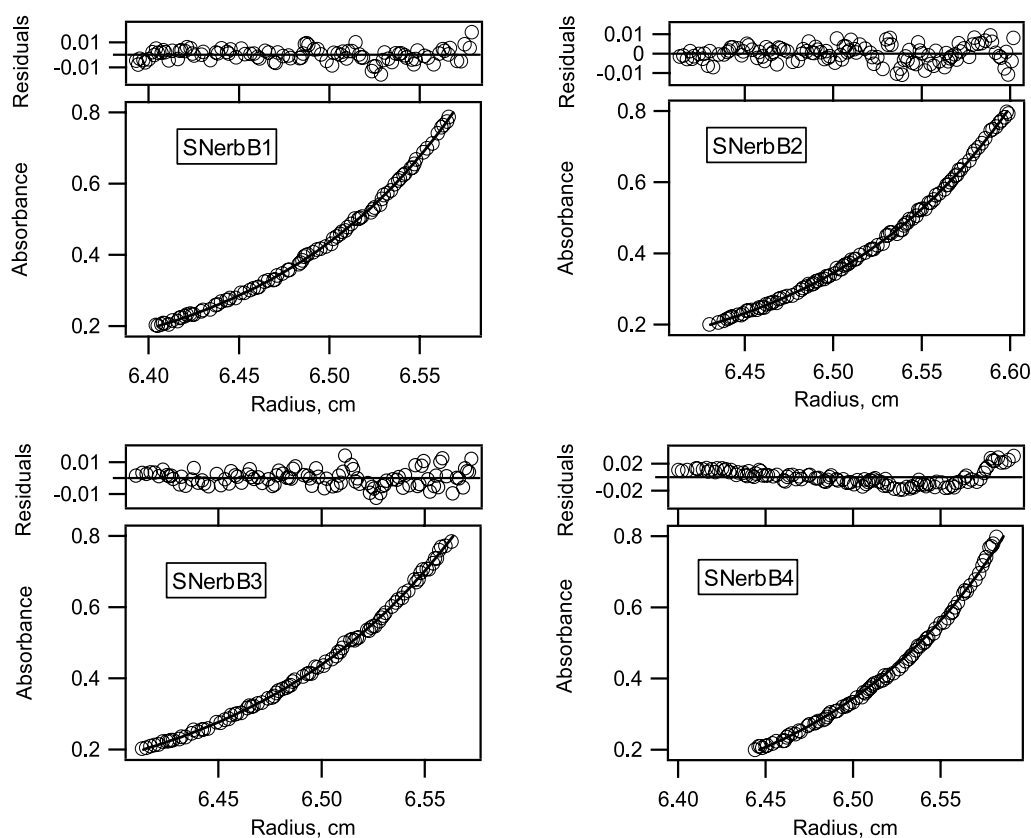 Residuals
0.01
-0.01
Absorbance
0.8
0.6
0.4
0.2
SNerbB1
6.40 6.45 6.50 6.55
Radius, cm
Residuals
0.01
0
-0.01
Absorbance
0.8
0.6
0.4
0.2
SNerbB2
6.45 6.50 6.55 6.60
Radius, cm
Residuals
0.01
-0.01
Absorbance
0.8
0.6
0.4
0.2
SNerbB3
6.45 6.50 6.55
Radius, cm
Residuals
0.02
-0.02
Absorbance
0.8
0.6
0.4
0.2
SNerbB4
6.40 6.45 6.50 6.55
Radius, cm